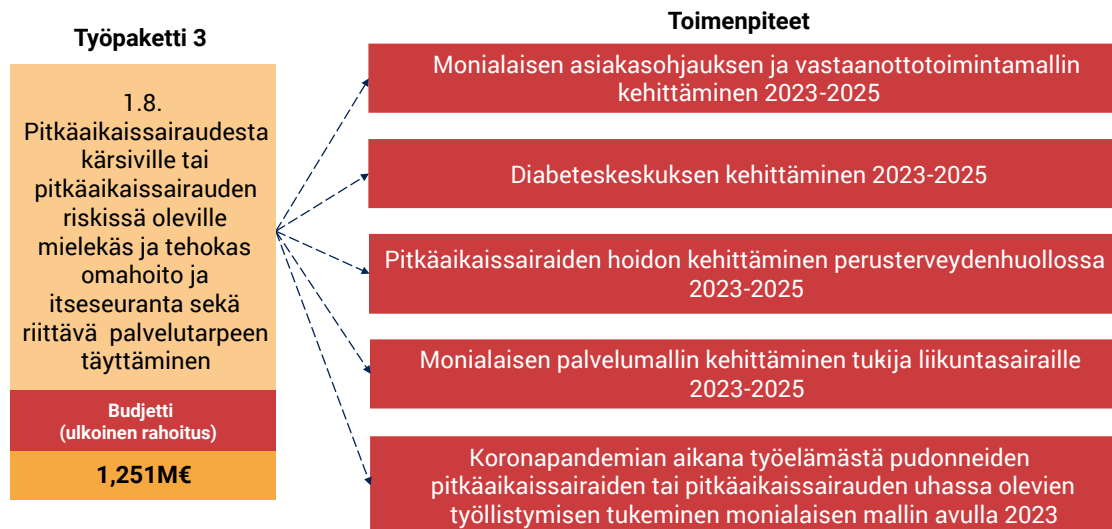 Työpaketti 3
1.8.
Pitkäaikaissairaudesta
kärsiville tai
pitkäaikaissairauden
riskissä oleville
mielekäs ja tehokas
omahoito ja
itseseuranta sekä
riittävä palvelutarpeen
täyttäminen
Budjetti
(ulkoinen rahoitus)
1,251M€
Toimenpiteet
Monialaisen asiakasohjauksen ja vastaanottotoimintamallin
kehittäminen 2023-2025
Diabeteskeskuksen kehittäminen 2023-2025
Pitkäaikaissairaiden hoidon kehittäminen perusterveydenhuollossa
2023-2025
Monialaisen palvelumallin kehittäminen tukija liikuntasairaille
2023-2025
Koronapandemian aikana työelämästä pudonneiden
pitkäaikaissairaiden tai pitkäaikaissairauden uhassa olevien
työllistymisen tukeminen monialaisen mallin avulla 2023